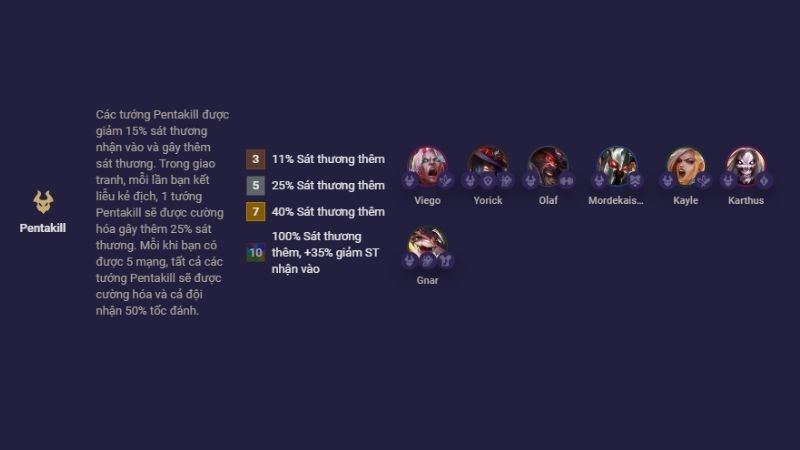 Pentakill
Các tướng Pentakill được
giảm 15% sát thương
nhận vào và gây thêm
sát thương. Trong giao
tranh, mỗi lần bạn kết
liễu kẻ địch, 1 tướng
Pentakill sẽ được cường
hóa gây thêm 25% sát
thương. Mỗi khi bạn có
được 5 mạng, tất cả các
tướng Pentakill sẽ được
cường hóa và cả đội
nhận 50% tốc đánh.
3 11% Sát thương thêm
5 25% Sát thương thêm
7 40% Sát thương thêm
10 100% Sát thương
thêm, +35% giảm ST
nhận vào
Viego Yorick Olaf Mordekais... Kayle Karthus
Gnar